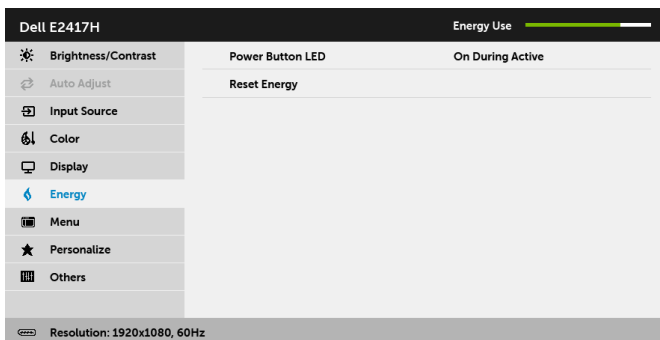 Dell E2417H Energy Use
Brightness/Contrast Power Button LED On During Active
Auto Adjust Reset Energy
Input Source
Color
Display
Energy
Menu
Personalize
Others
Resolution: 1920x1080, 60Hz